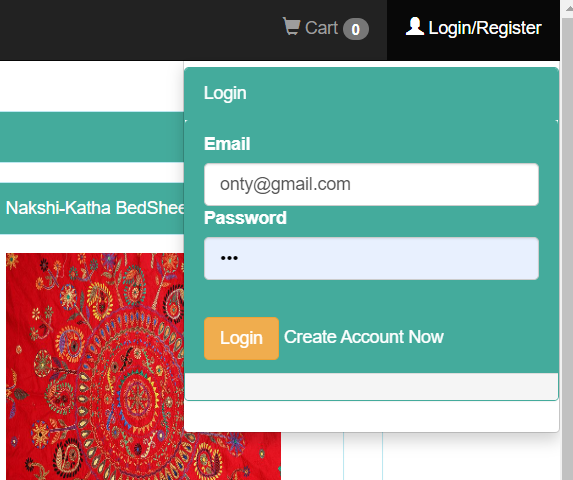 Cart 0 Login/Register
Login
Email
onty@gmail.com
Password
•••
Login Create Account Now
Nakshi-Katha BedShee